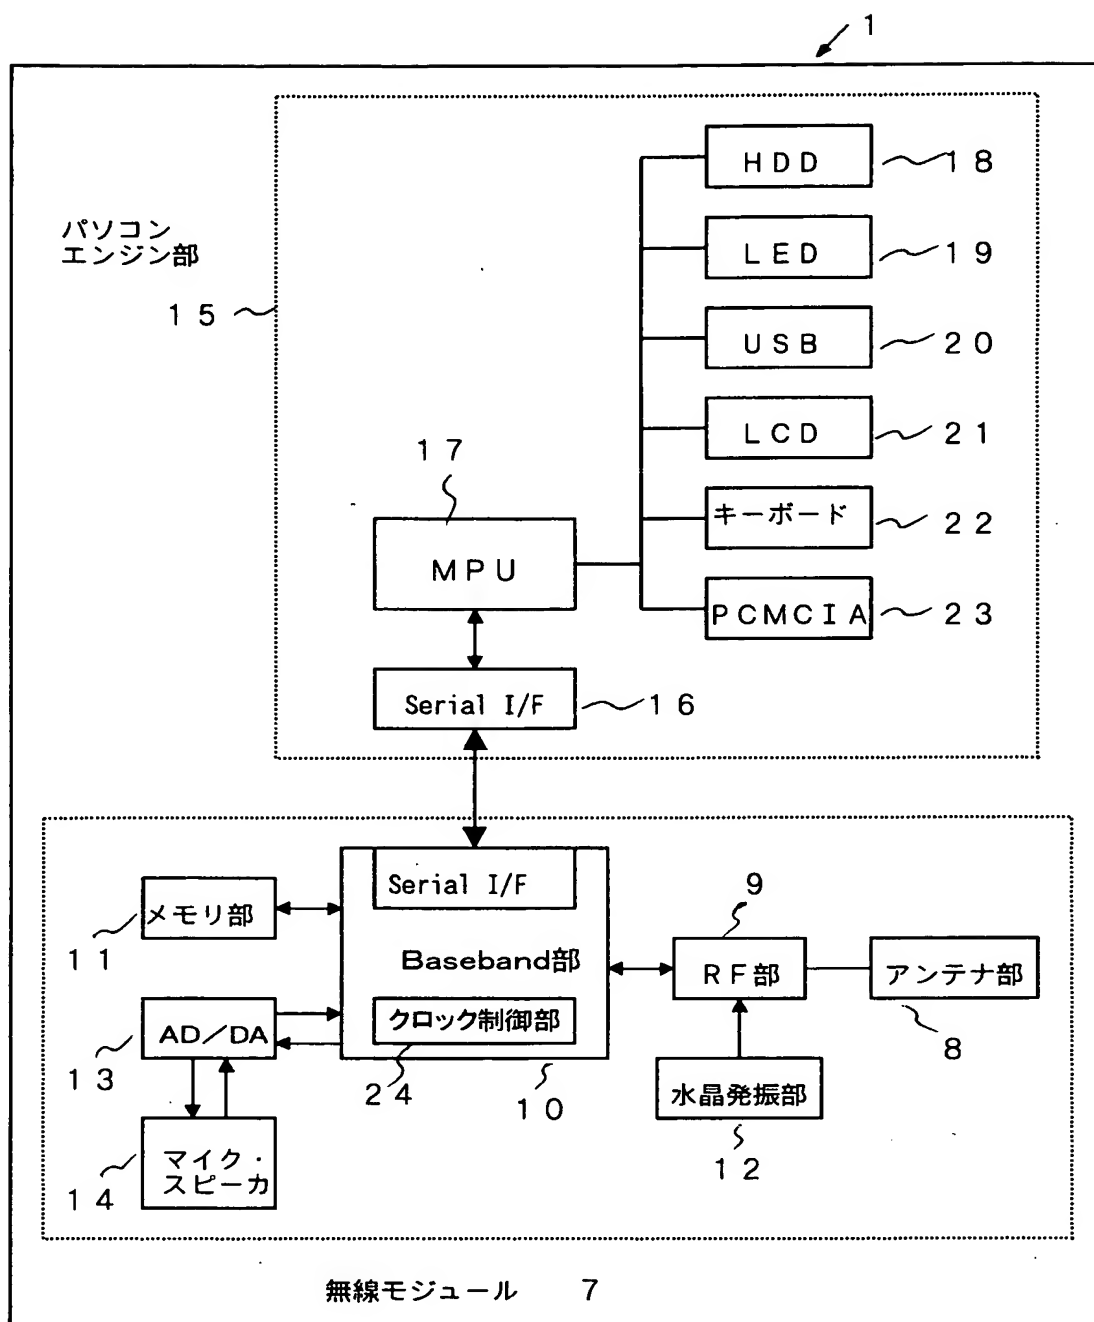 1
HDD 18
パソコン
エンジン部
LED 19
15
USB 20
LCD 21
17
キーボード 22
MPU
PCMCIA 23
Serial I/F 16
Serial I/F
メモリ部
11
9
Baseband部
RF部
アンテナ部
8
AD/DA
13
クロック制御部
24
10
水晶発振部
12
マイク・
スピーカ
14
無線モジュール 7